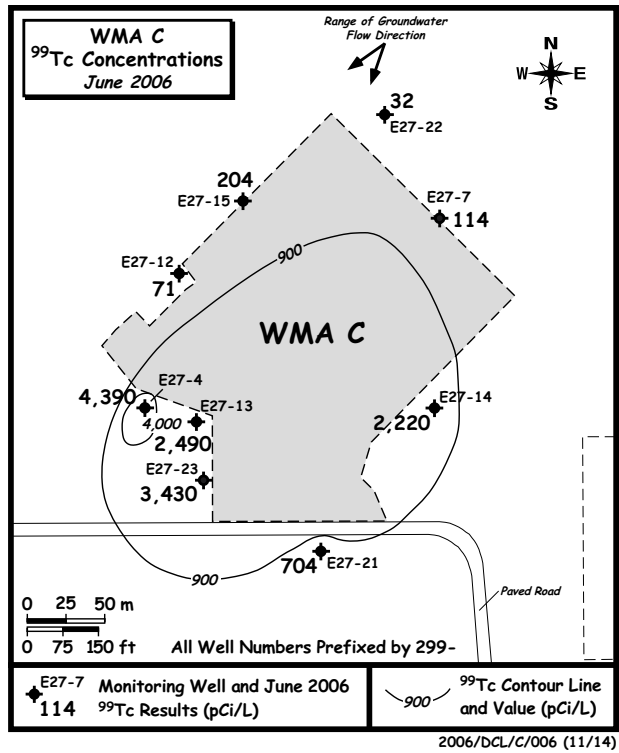 WMA C
⁹⁹Tc Concentrations
June 2006
Range of Groundwater
Flow Direction
N
W E
S
32
E27-22
204
E27-15
E27-7
114
E27-12
71
900
WMA C
4,390
E27-4
4,000
E27-13
2,490
E27-14
2,220
E27-23
3,430
900
704
E27-21
Paved Road
0 25 50 m
0 75 150 ft
All Well Numbers Prefixed by 299-
E27-7
114
Monitoring Well and June 2006
⁹⁹Tc Results (pCi/L)
900
⁹⁹Tc Contour Line
and Value (pCi/L)
2006/DCL/C/006 (11/14)